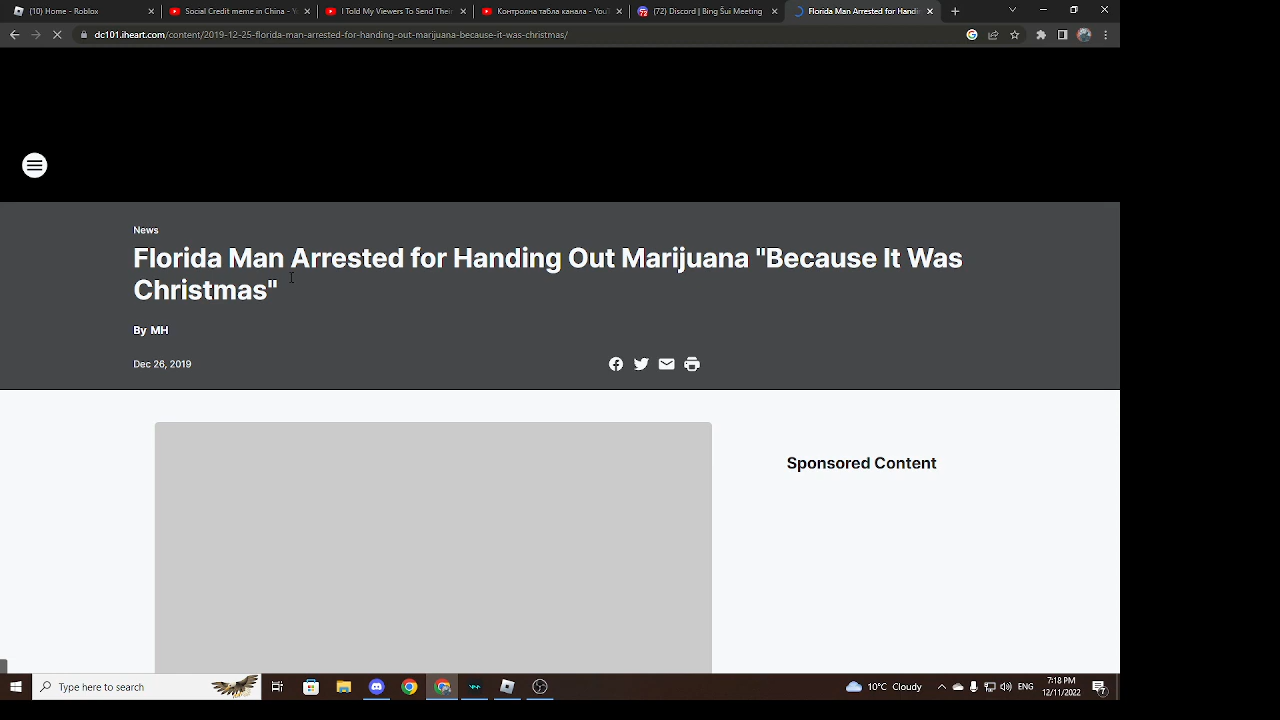 (10) Home - Roblox
Social Credit meme in China - Y
I Told My Viewers To Send Their
Контролна табла канала - YouT
(72) Discord | Bing Šui Meeting
Florida Man Arrested for Handin
dc101.iheart.com/content/2019-12-25-florida-man-arrested-for-handing-out-marijuana-because-it-was-christmas/
News
Florida Man Arrested for Handing Out Marijuana "Because It Was
Christmas"
By MH
Dec 26, 2019
Sponsored Content
Type here to search
10°C Cloudy
ENG
7:18 PM
12/11/2022